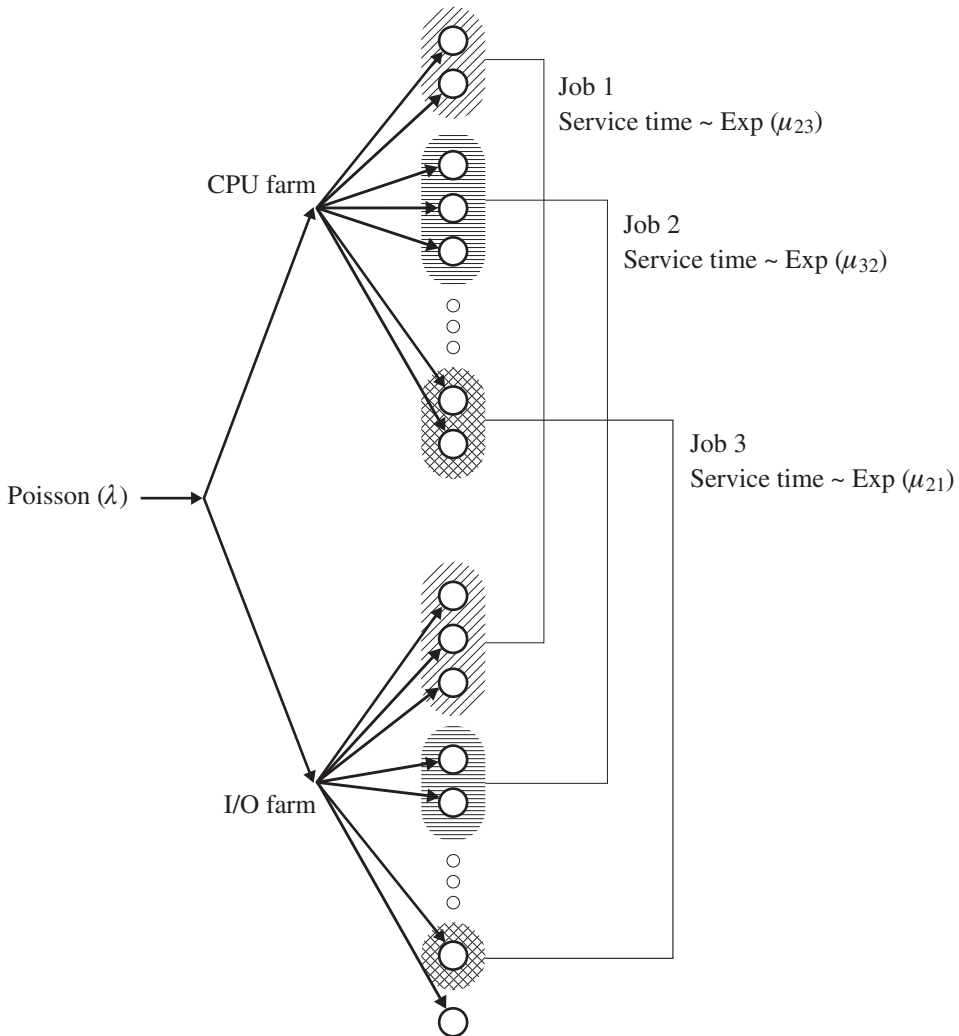 Job 1
Service time ~ Exp (μ23)
CPU farm
Job 2
Service time ~ Exp (μ32)
Job 3
Service time ~ Exp (μ21)
Poisson (λ)
I/O farm